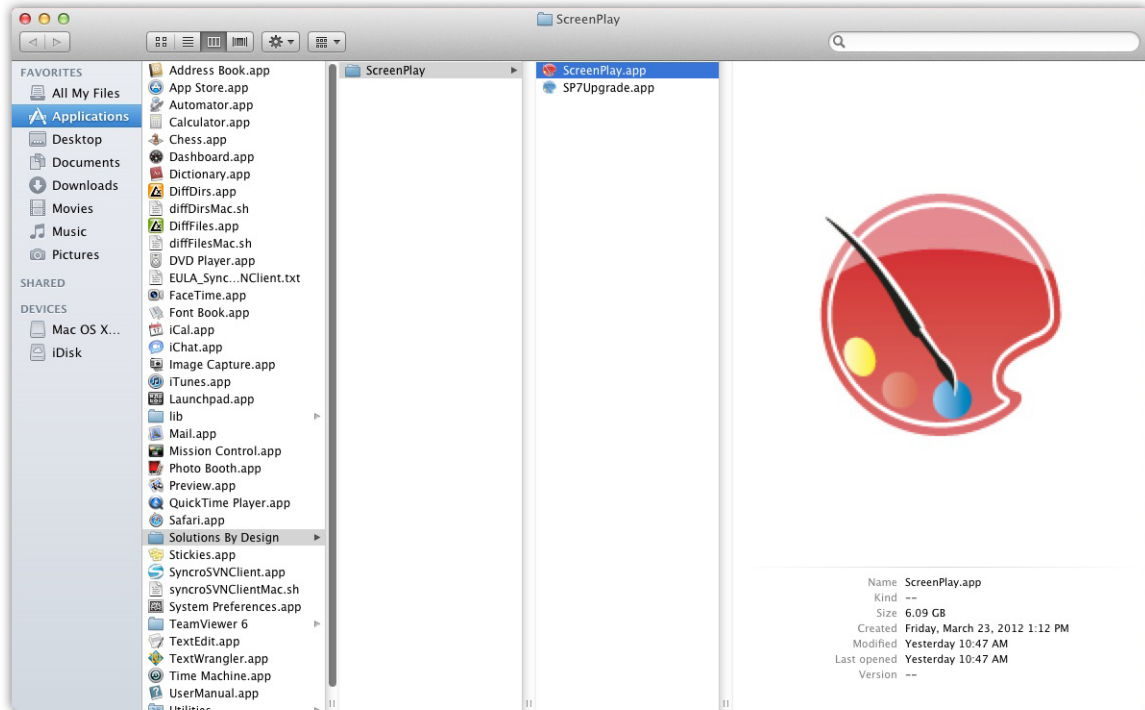 ScreenPlay
FAVORITES
All My Files
Applications
Desktop
Documents
Downloads
Movies
Music
Pictures
SHARED
DEVICES
Mac OS X...
iDisk
Address Book.app
App Store.app
Automator.app
Calculator.app
Chess.app
Dashboard.app
Dictionary.app
DiffDirs.app
diffDirsMac.sh
DiffFiles.app
diffFilesMac.sh
DVD Player.app
EULA_Sync...NClient.txt
FaceTime.app
Font Book.app
iCal.app
iChat.app
Image Capture.app
iTunes.app
Launchpad.app
lib
Mail.app
Mission Control.app
Photo Booth.app
Preview.app
QuickTime Player.app
Safari.app
Solutions By Design
Stickies.app
SyncroSVNClient.app
syncroSVNClientMac.sh
System Preferences.app
TeamViewer 6
TextEdit.app
TextWrangler.app
Time Machine.app
UserManual.app
Utilities
ScreenPlay
ScreenPlay.app
SP7Upgrade.app
Name ScreenPlay.app
Kind --
Size 6.09 GB
Created Friday, March 23, 2012 1:12 PM
Modified Yesterday 10:47 AM
Last opened Yesterday 10:47 AM
Version --